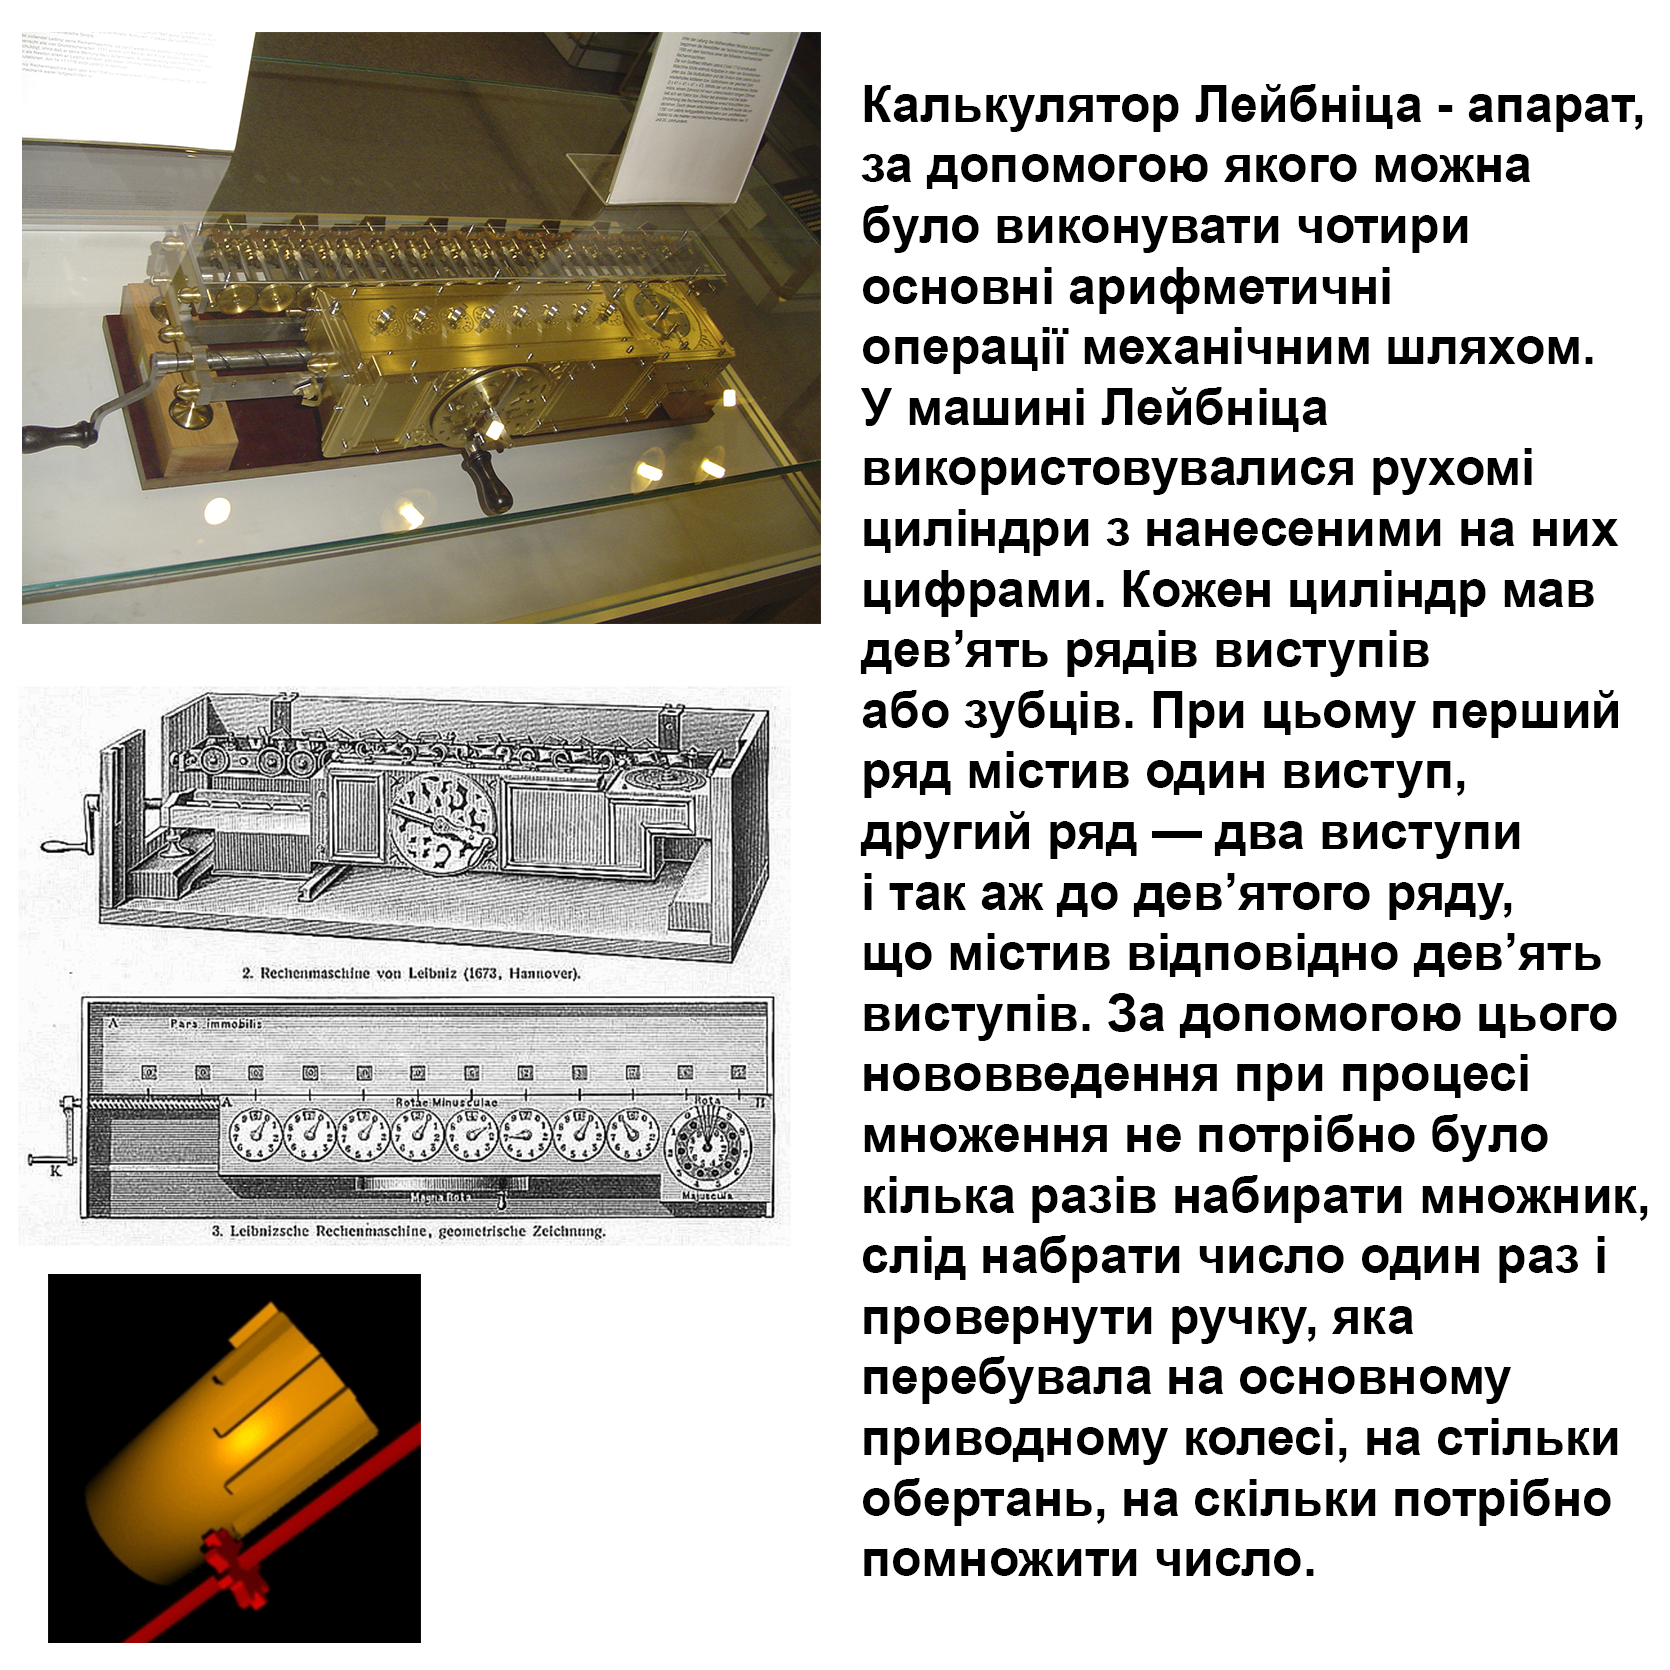 Калькулятор Лейбніца - апарат,
за допомогою якого можна
було виконувати чотири
основні арифметичні
операції механічним шляхом.
У машині Лейбніца
використовувалися рухомі
циліндри з нанесеними на них
цифрами. Кожен циліндр мав
дев’ять рядів виступів
або зубців. При цьому перший
ряд містив один виступ,
другий ряд — два виступи
і так аж до дев’ятого ряду,
що містив відповідно дев’ять
виступів. За допомогою цього
нововведення при процесі
множення не потрібно було
кілька разів набирати множник,
слід набрати число один раз і
провернути ручку, яка
перебувала на основному
приводному колесі, на стільки
обертань, на скільки потрібно
помножити число.
2. Rechenmaschine von Leibniz (1673, Hannover).
A Pars immobilis
A Rotae Minusculae Rota B
K
Magna Rota Majuscula
3. Leibnizsche Rechenmaschine, geometrische Zeichnung.